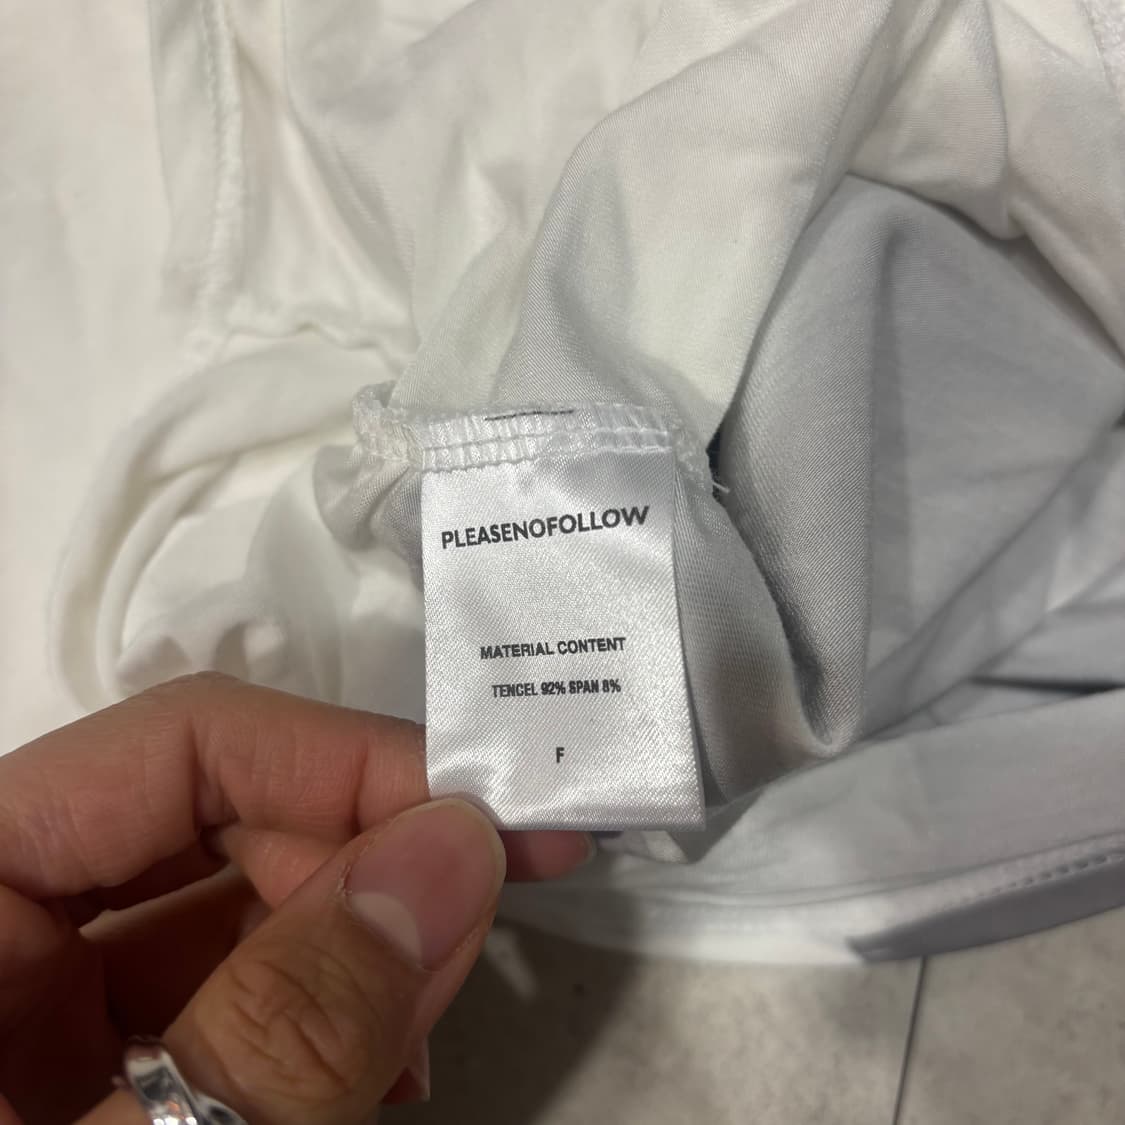 PLEASENOFOLLOW
MATERIAL CONTENT
TENCEL 92% SPAN 8%
F